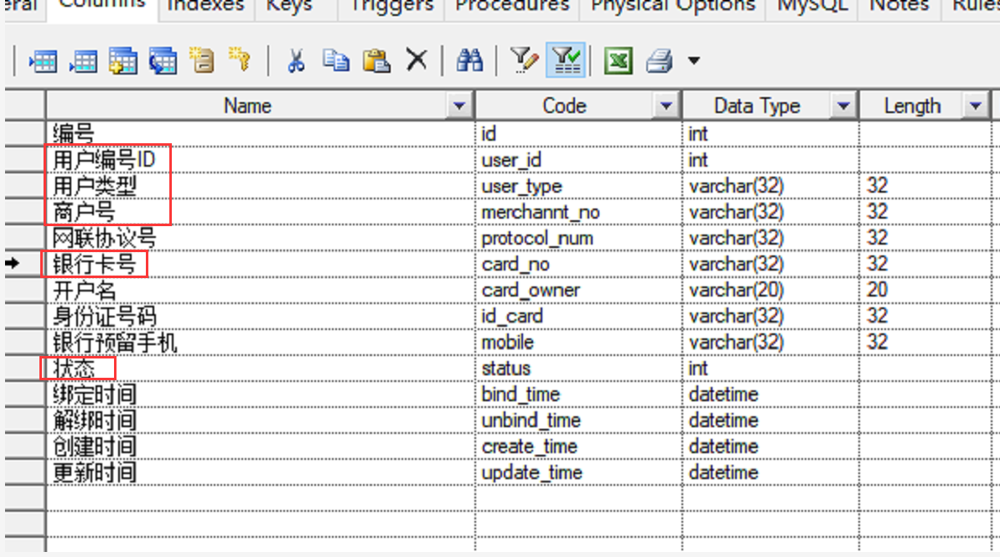 eral Columns Indexes Keys Triggers Procedures Physical Options MySQL Notes Rules
Name Code Data Type Length
编号 id int
用户编号ID user_id int
用户类型 user_type varchar(32) 32
商户号 merchannt_no varchar(32) 32
网联协议号 protocol_num varchar(32) 32
银行卡号 card_no varchar(32) 32
开户名 card_owner varchar(20) 20
身份证号码 id_card varchar(32) 32
银行预留手机 mobile varchar(32) 32
状态 status int
绑定时间 bind_time datetime
解绑时间 unbind_time datetime
创建时间 create_time datetime
更新时间 update_time datetime